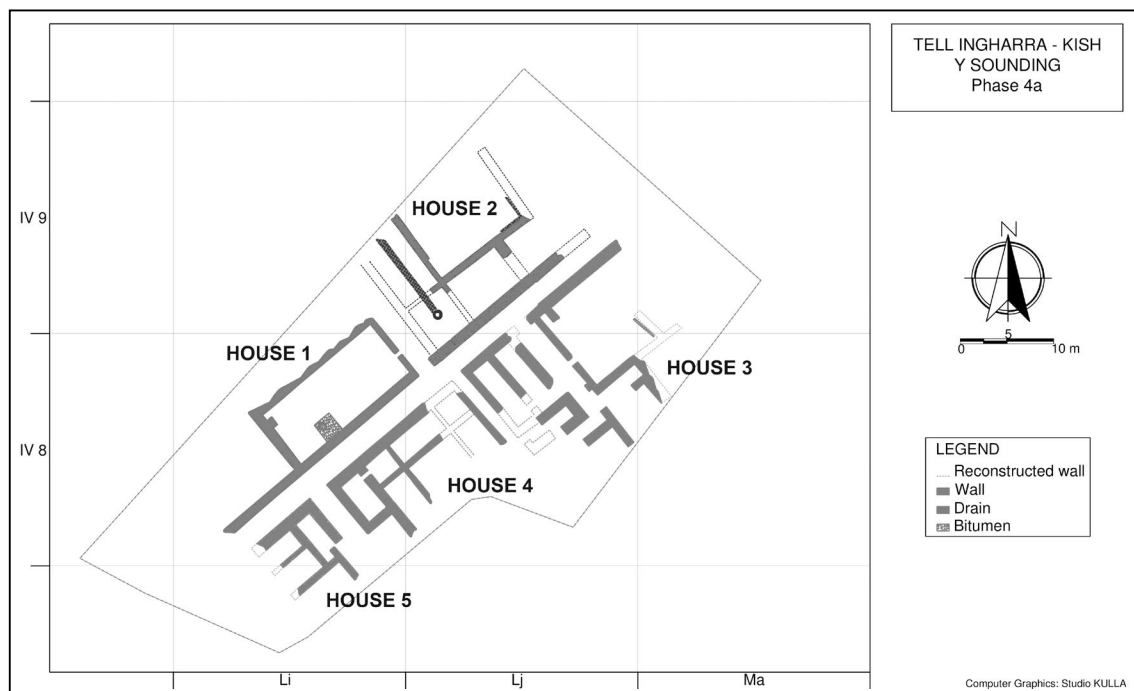 TELL INGHARRA - KISH
Y SOUNDING
Phase 4a
IV 9
HOUSE 2
N
5
0 10 m
HOUSE 1
HOUSE 3
IV 8
HOUSE 4
LEGEND
Reconstructed wall
Wall
Drain
Bitumen
HOUSE 5
Li Lj Ma
Computer Graphics: Studio KULLA